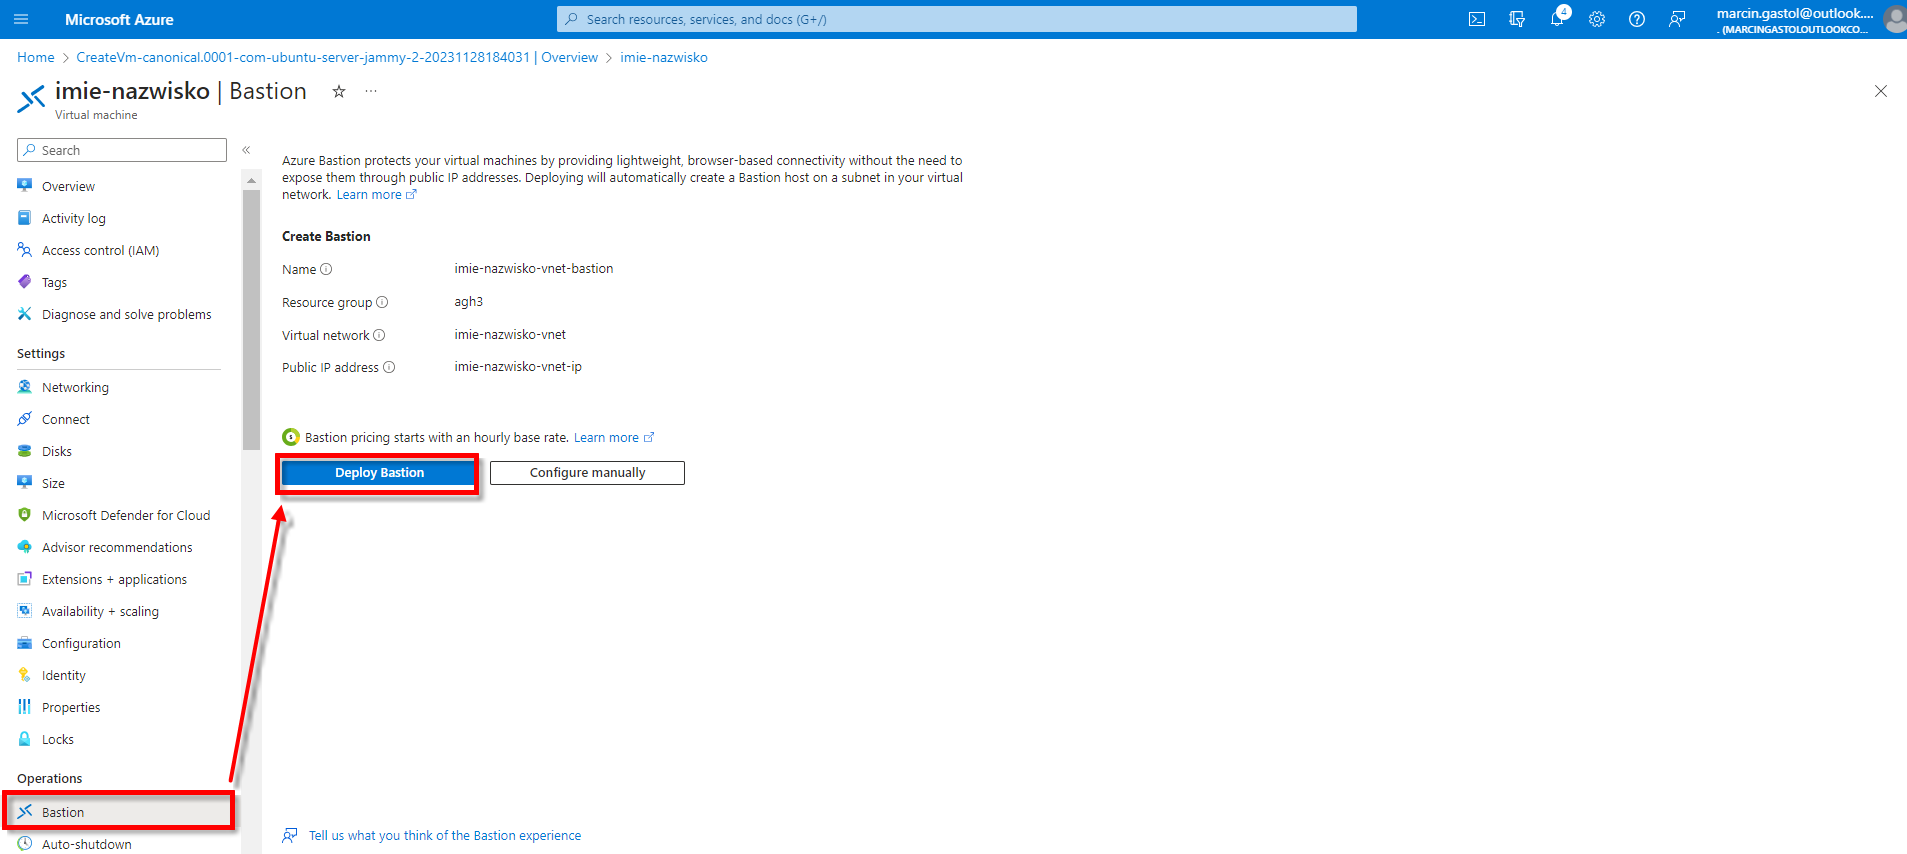 Microsoft Azure
Search resources, services, and docs (G+/)
4
marcin.gastol@outlook....
. (MARCINGASTOLOUTLOOKCO...
Home > CreateVm-canonical.0001-com-ubuntu-server-jammy-2-20231128184031 | Overview > imie-nazwisko
imie-nazwisko | Bastion
Virtual machine
Search
Overview
Activity log
Access control (IAM)
Tags
Diagnose and solve problems
Settings
Networking
Connect
Disks
Size
Microsoft Defender for Cloud
Advisor recommendations
Extensions + applications
Availability + scaling
Configuration
Identity
Properties
Locks
Operations
Bastion
Auto-shutdown
Azure Bastion protects your virtual machines by providing lightweight, browser-based connectivity without the need to
expose them through public IP addresses. Deploying will automatically create a Bastion host on a subnet in your virtual
network. Learn more
Create Bastion
Name imie-nazwisko-vnet-bastion
Resource group agh3
Virtual network imie-nazwisko-vnet
Public IP address imie-nazwisko-vnet-ip
Bastion pricing starts with an hourly base rate. Learn more
Deploy Bastion
Configure manually
Tell us what you think of the Bastion experience